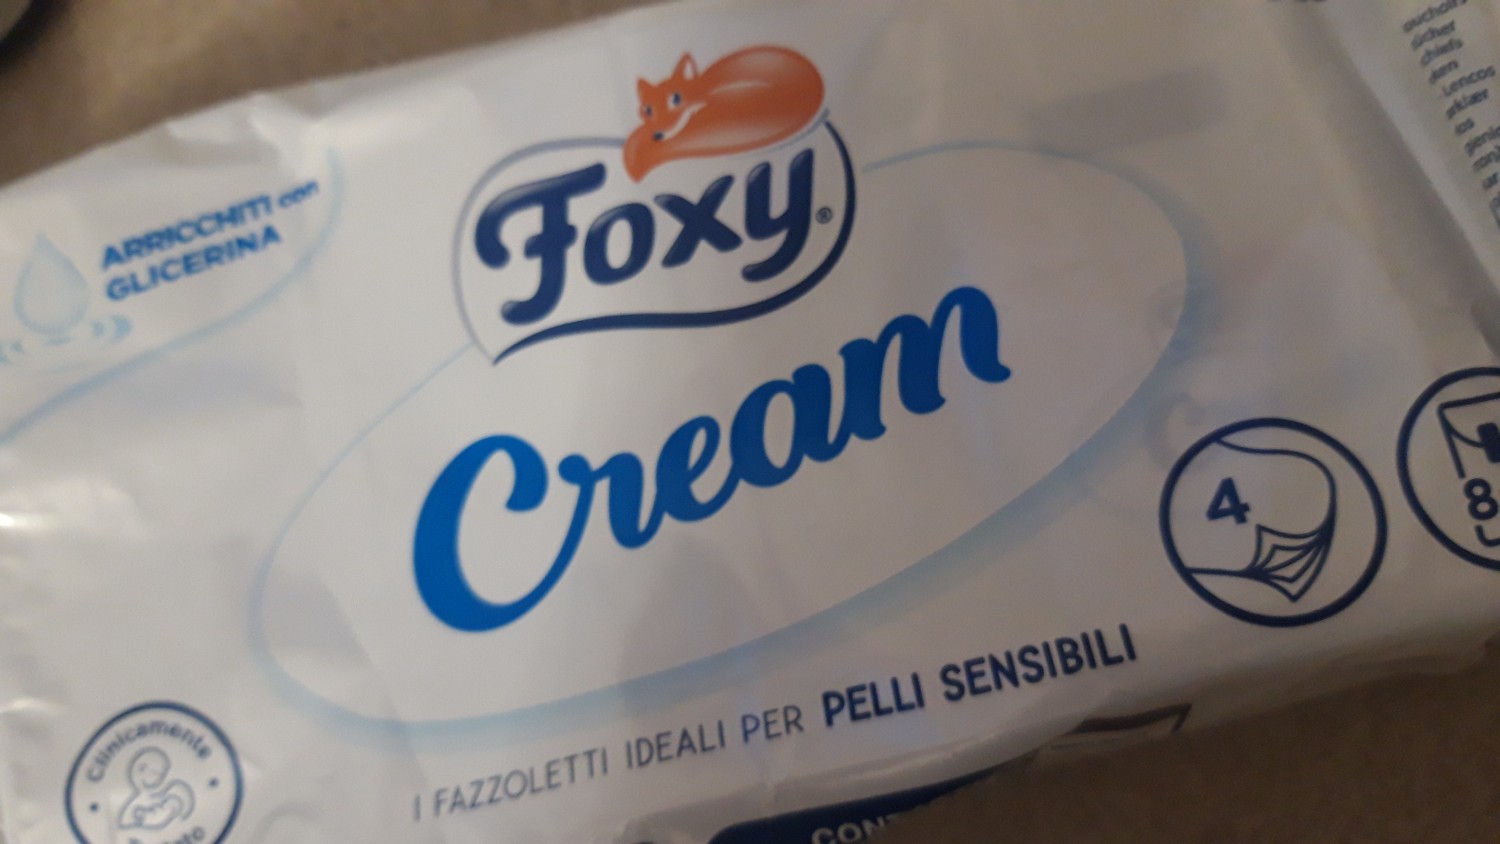 ARRICCHITI con
GLICERINA
Foxy®
Cream
4
8
I FAZZOLETTI IDEALI PER PELLI SENSIBILI
Clinicamente